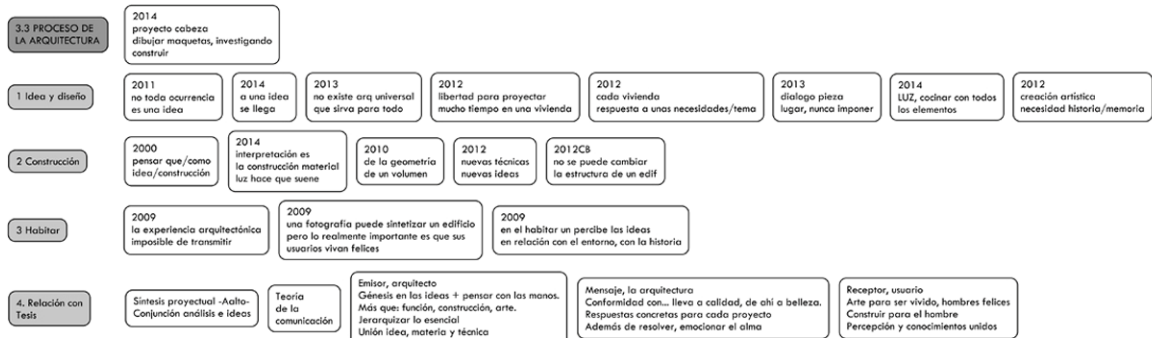 3.3 PROCESO DE
LA ARQUITECTURA
2014
proyecto cabeza
dibujar maquetas, investigando
construir
1 Idea y diseño
2011
no toda ocurrencia
es una idea
2014
a una idea
se llega
2013
no existe arq universal
que sirva para todo
2012
libertad para proyectar
mucho tiempo en una vivienda
2012
cada vivienda
respuesta a unas necesidades/tema
2013
dialogo pieza
lugar, nunca imponer
2014
LUZ, cocinar con todos
los elementos
2012
creación artística
necesidad historia/memoria
2 Construcción
2000
pensar que/como
idea/construcción
2014
interpretación es
la construcción material
luz hace que suene
2010
de la geometría
de un volumen
2012
nuevas técnicas
nuevas ideas
2012CB
no se puede cambiar
la estructura de un edif
3 Habitar
2009
la experiencia arquitectónica
imposible de transmitir
2009
una fotografía puede sintetizar un edificio
pero lo realmente importante es que sus
usuarios vivan felices
2009
en el habitar un percibe las ideas
en relación con el entorno, con la historia
4. Relación con
Tesis
Síntesis proyectual -Aalto-
Conjunción análisis e ideas
Teoría
de la
comunicación
Emisor, arquitecto
Génesis en las ideas + pensar con las manos.
Más que: función, construcción, arte.
Jerarquizar lo esencial
Unión idea, materia y técnica
Mensaje, la arquitectura
Conformidad con... lleva a calidad, de ahi a belleza.
Respuestas concretas para cada proyecto
Además de resolver, emocionar el alma
Receptor, usuario
Arte para ser vivido, hombres felices
Construir para el hombre
Percepción y conocimientos unidos